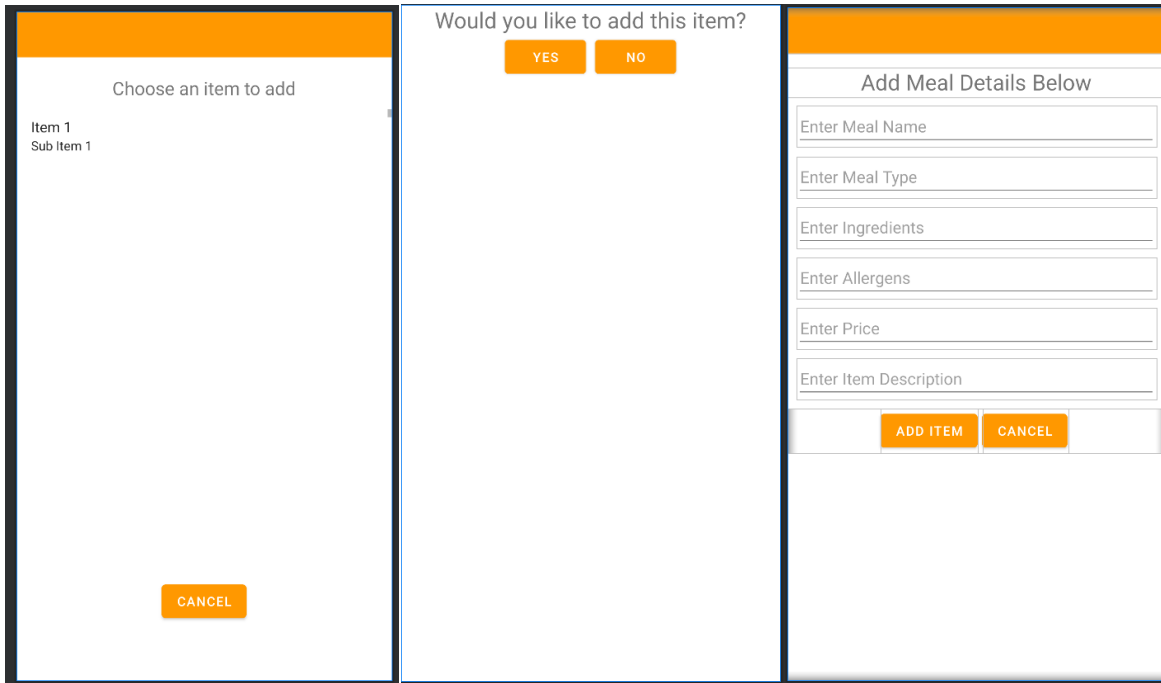 Choose an item to add
Item 1
Sub Item 1
CANCEL
Would you like to add this item?
YES NO
Add Meal Details Below
Enter Meal Name
Enter Meal Type
Enter Ingredients
Enter Allergens
Enter Price
Enter Item Description
ADD ITEM CANCEL